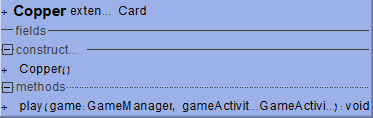 + Copper exten... Card
fields
construct...
+ Copper()
methods
+ play(game:GameManager, gameActivit...GameActivi...):void